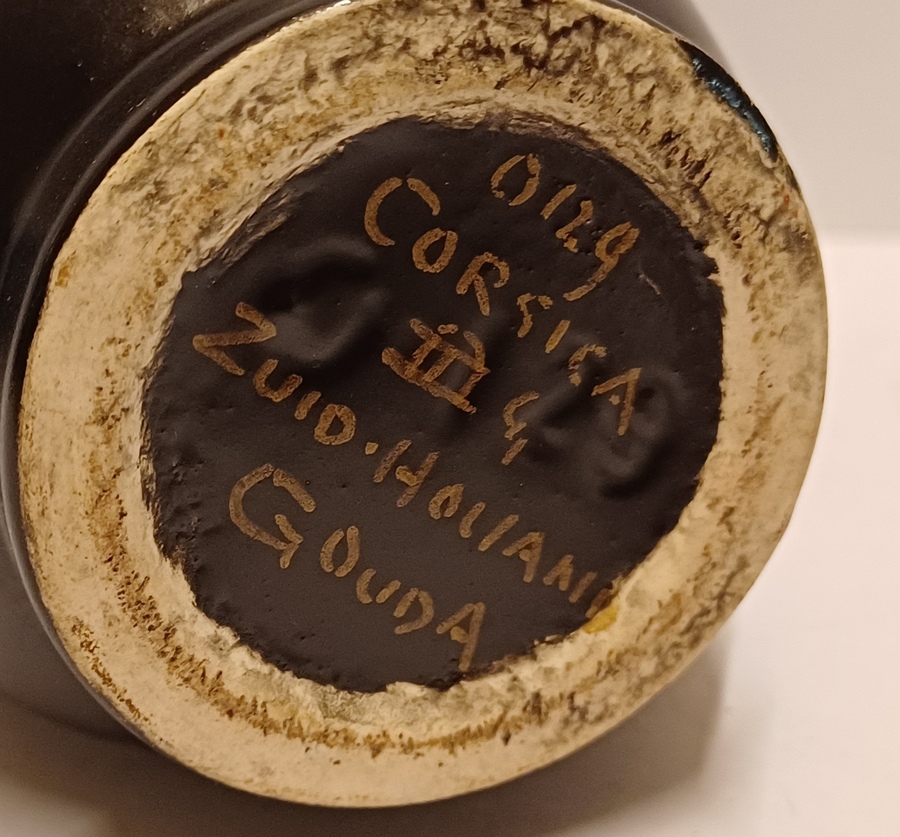 0129
CORSICA
ZUID·HOLLAND
GOUDA